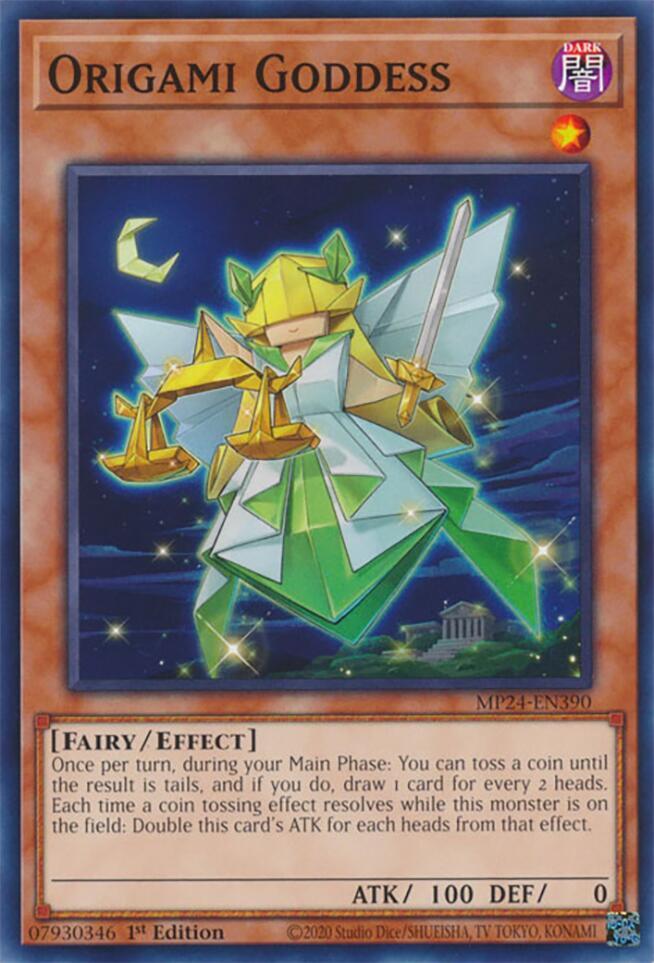 ORIGAMI GODDESS
DARK
闇
MP24-EN390
[FAIRY/EFFECT]
Once per turn, during your Main Phase: You can toss a coin until
the result is tails, and if you do, draw 1 card for every 2 heads.
Each time a coin tossing effect resolves while this monster is on
the field: Double this card's ATK for each heads from that effect.
ATK/ 100 DEF/ 0
07930346 1st Edition ©2020 Studio Dice/SHUEISHA, TV TOKYO, KONAMI